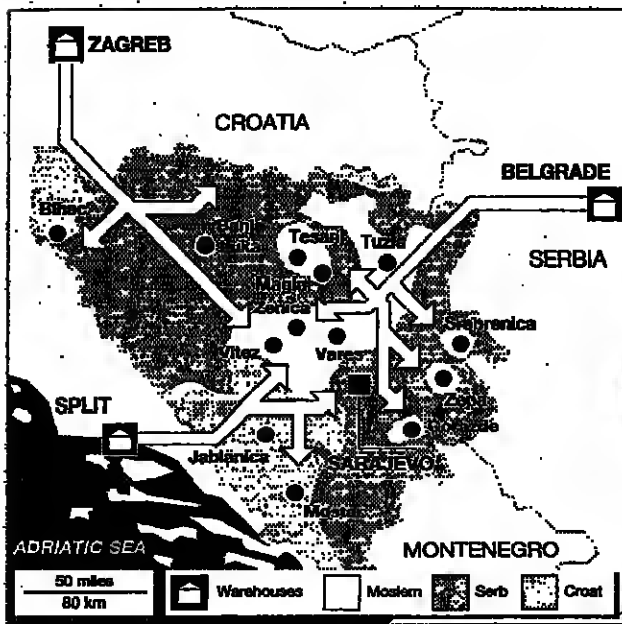 ZAGREB
CROATIA
BELGRADE
Bihac
Tesanj
Tuzla
SERBIA
Maglaj
Zenica
Srebrenica
Vitez
Vares
SPLIT
Zepa
Jablanica
SARAJEVO
Mostar
ADRIATIC SEA
MONTENEGRO
50 miles
80 km
Warehouses
Moslem
Serb
Croat